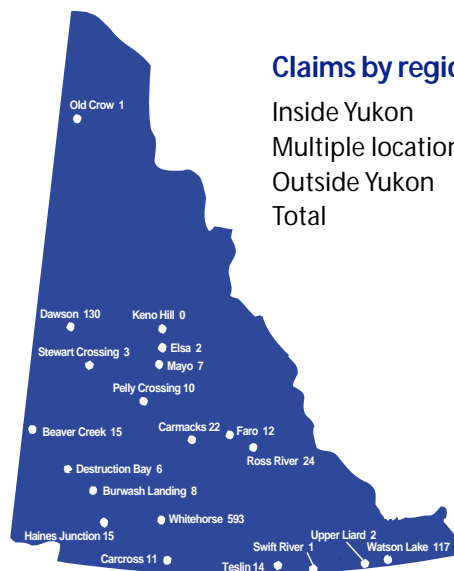 Claims by regio
Inside Yukon
Multiple location
Outside Yukon
Total
Old Crow 1
Dawson 130
Keno Hill 0
Elsa 2
Stewart Crossing 3
Mayo 7
Pelly Crossing 10
Carmacks 22
Faro 12
Beaver Creek 15
Ross River 24
Destruction Bay 6
Burwash Landing 8
Whitehorse 593
Haines Junction 15
Upper Liard 2
Swift River 1
Watson Lake 117
Carcross 11
Teslin 14